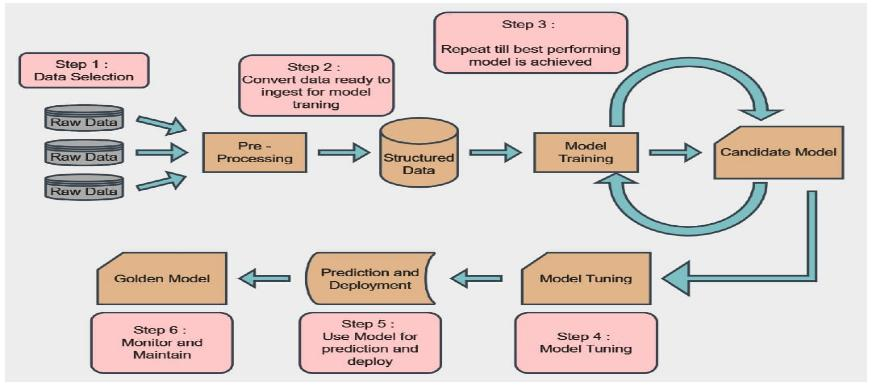 Step 1 :
Data Selection
Step 2 :
Convert data ready to
ingest for model
traning
Step 3 :
Repeat till best performing
model is achieved
Raw Data
Raw Data
Raw Data
Pre -
Processing
Structured
Data
Model
Training
Candidate Model
Golden Model
Prediction and
Deployment
Model Tuning
Step 6 :
Monitor and
Maintain
Step 5 :
Use Model for
prediction and
deploy
Step 4 :
Model Tuning